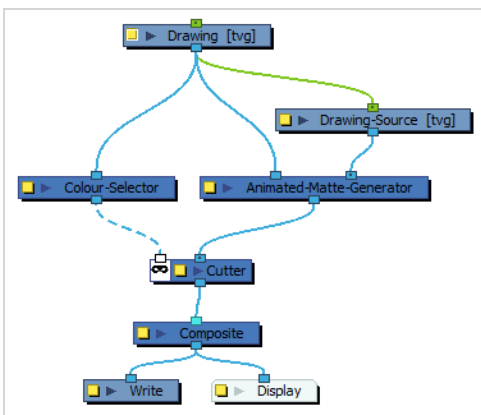 Drawing [tvg]
Drawing-Source [tvg]
Colour-Selector
Animated-Matte-Generator
Cutter
Composite
Write
Display